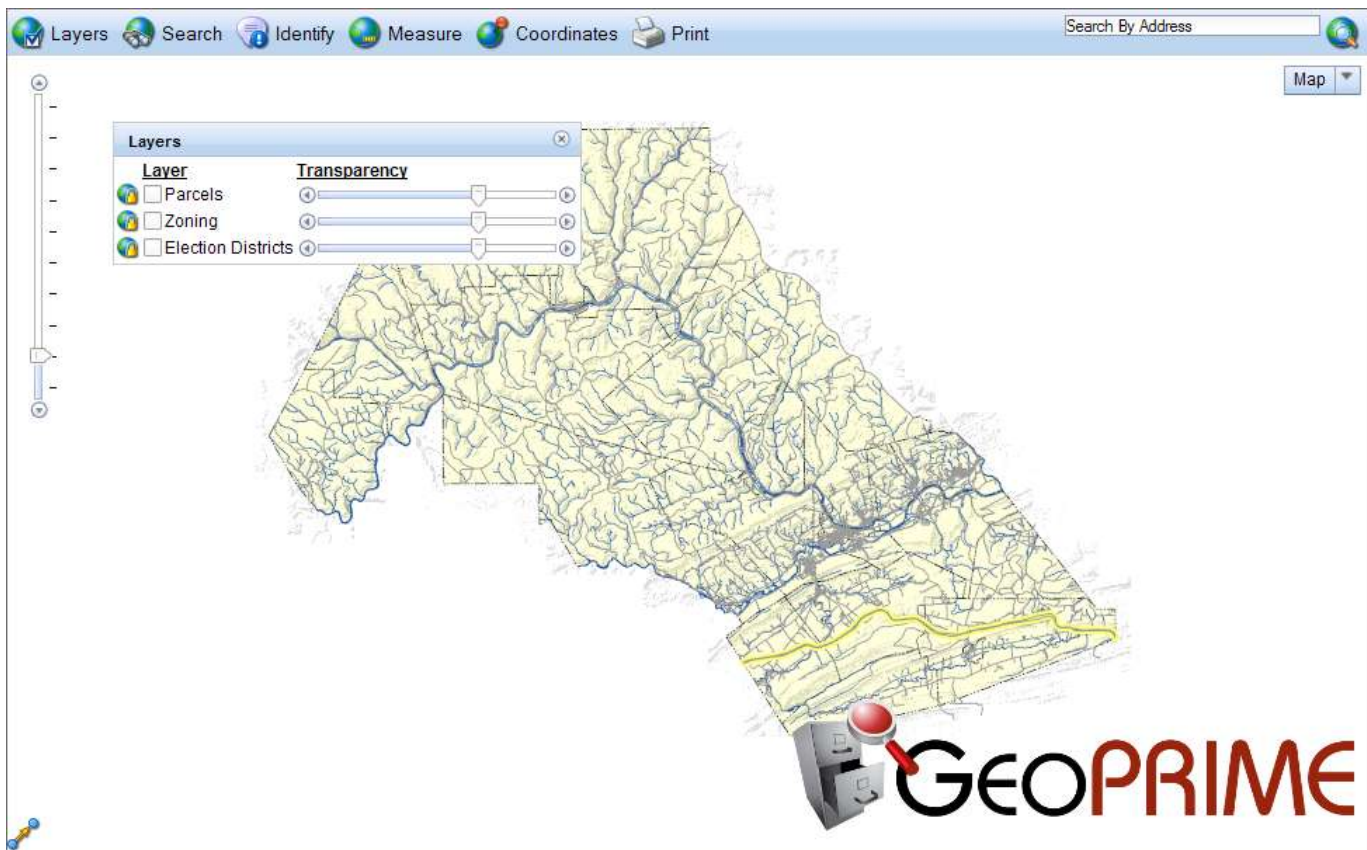 Layers Search Identify Measure Coordinates Print Search By Address
Map
Layers
Layer Transparency
Parcels
Zoning
Election Districts
GEOPRIME